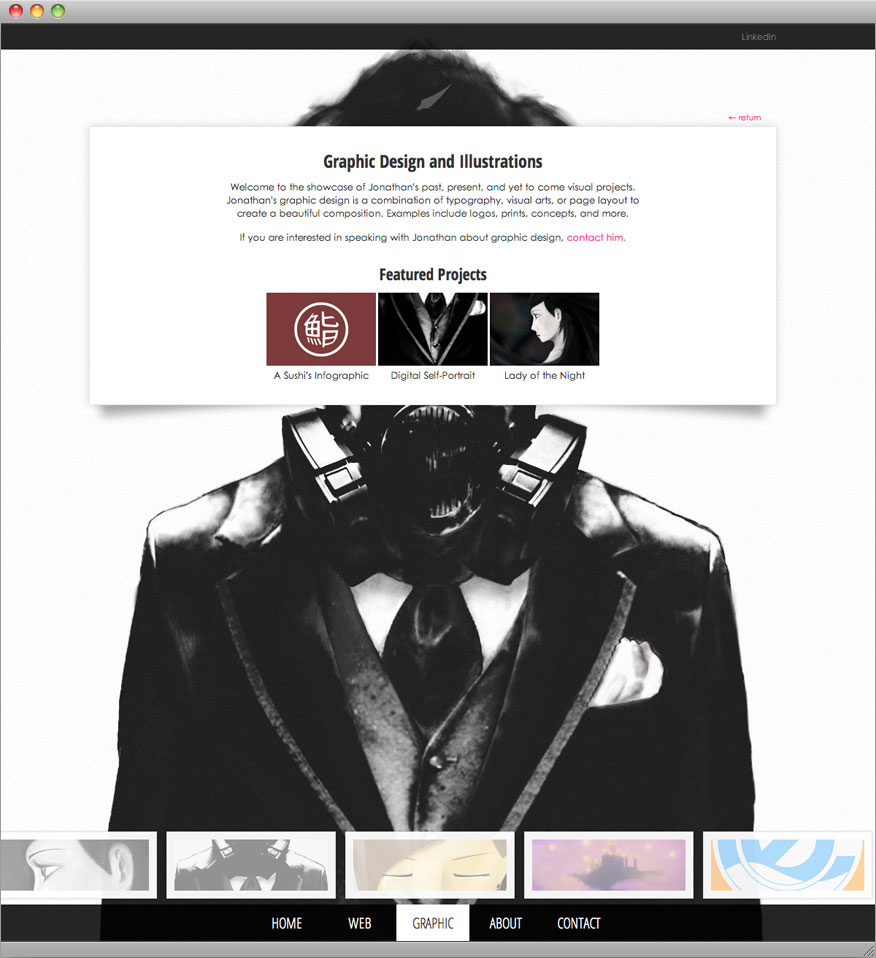 LinkedIn
← return
Graphic Design and Illustrations
Welcome to the showcase of Jonathan's past, present, and yet to come visual projects.
Jonathan's graphic design is a combination of typography, visual arts, or page layout to
create a beautiful composition. Examples include logos, prints, concepts, and more.
If you are interested in speaking with Jonathan about graphic design, contact him.
Featured Projects
鮨
A Sushi's Infographic Digital Self-Portrait Lady of the Night
HOME WEB GRAPHIC ABOUT CONTACT